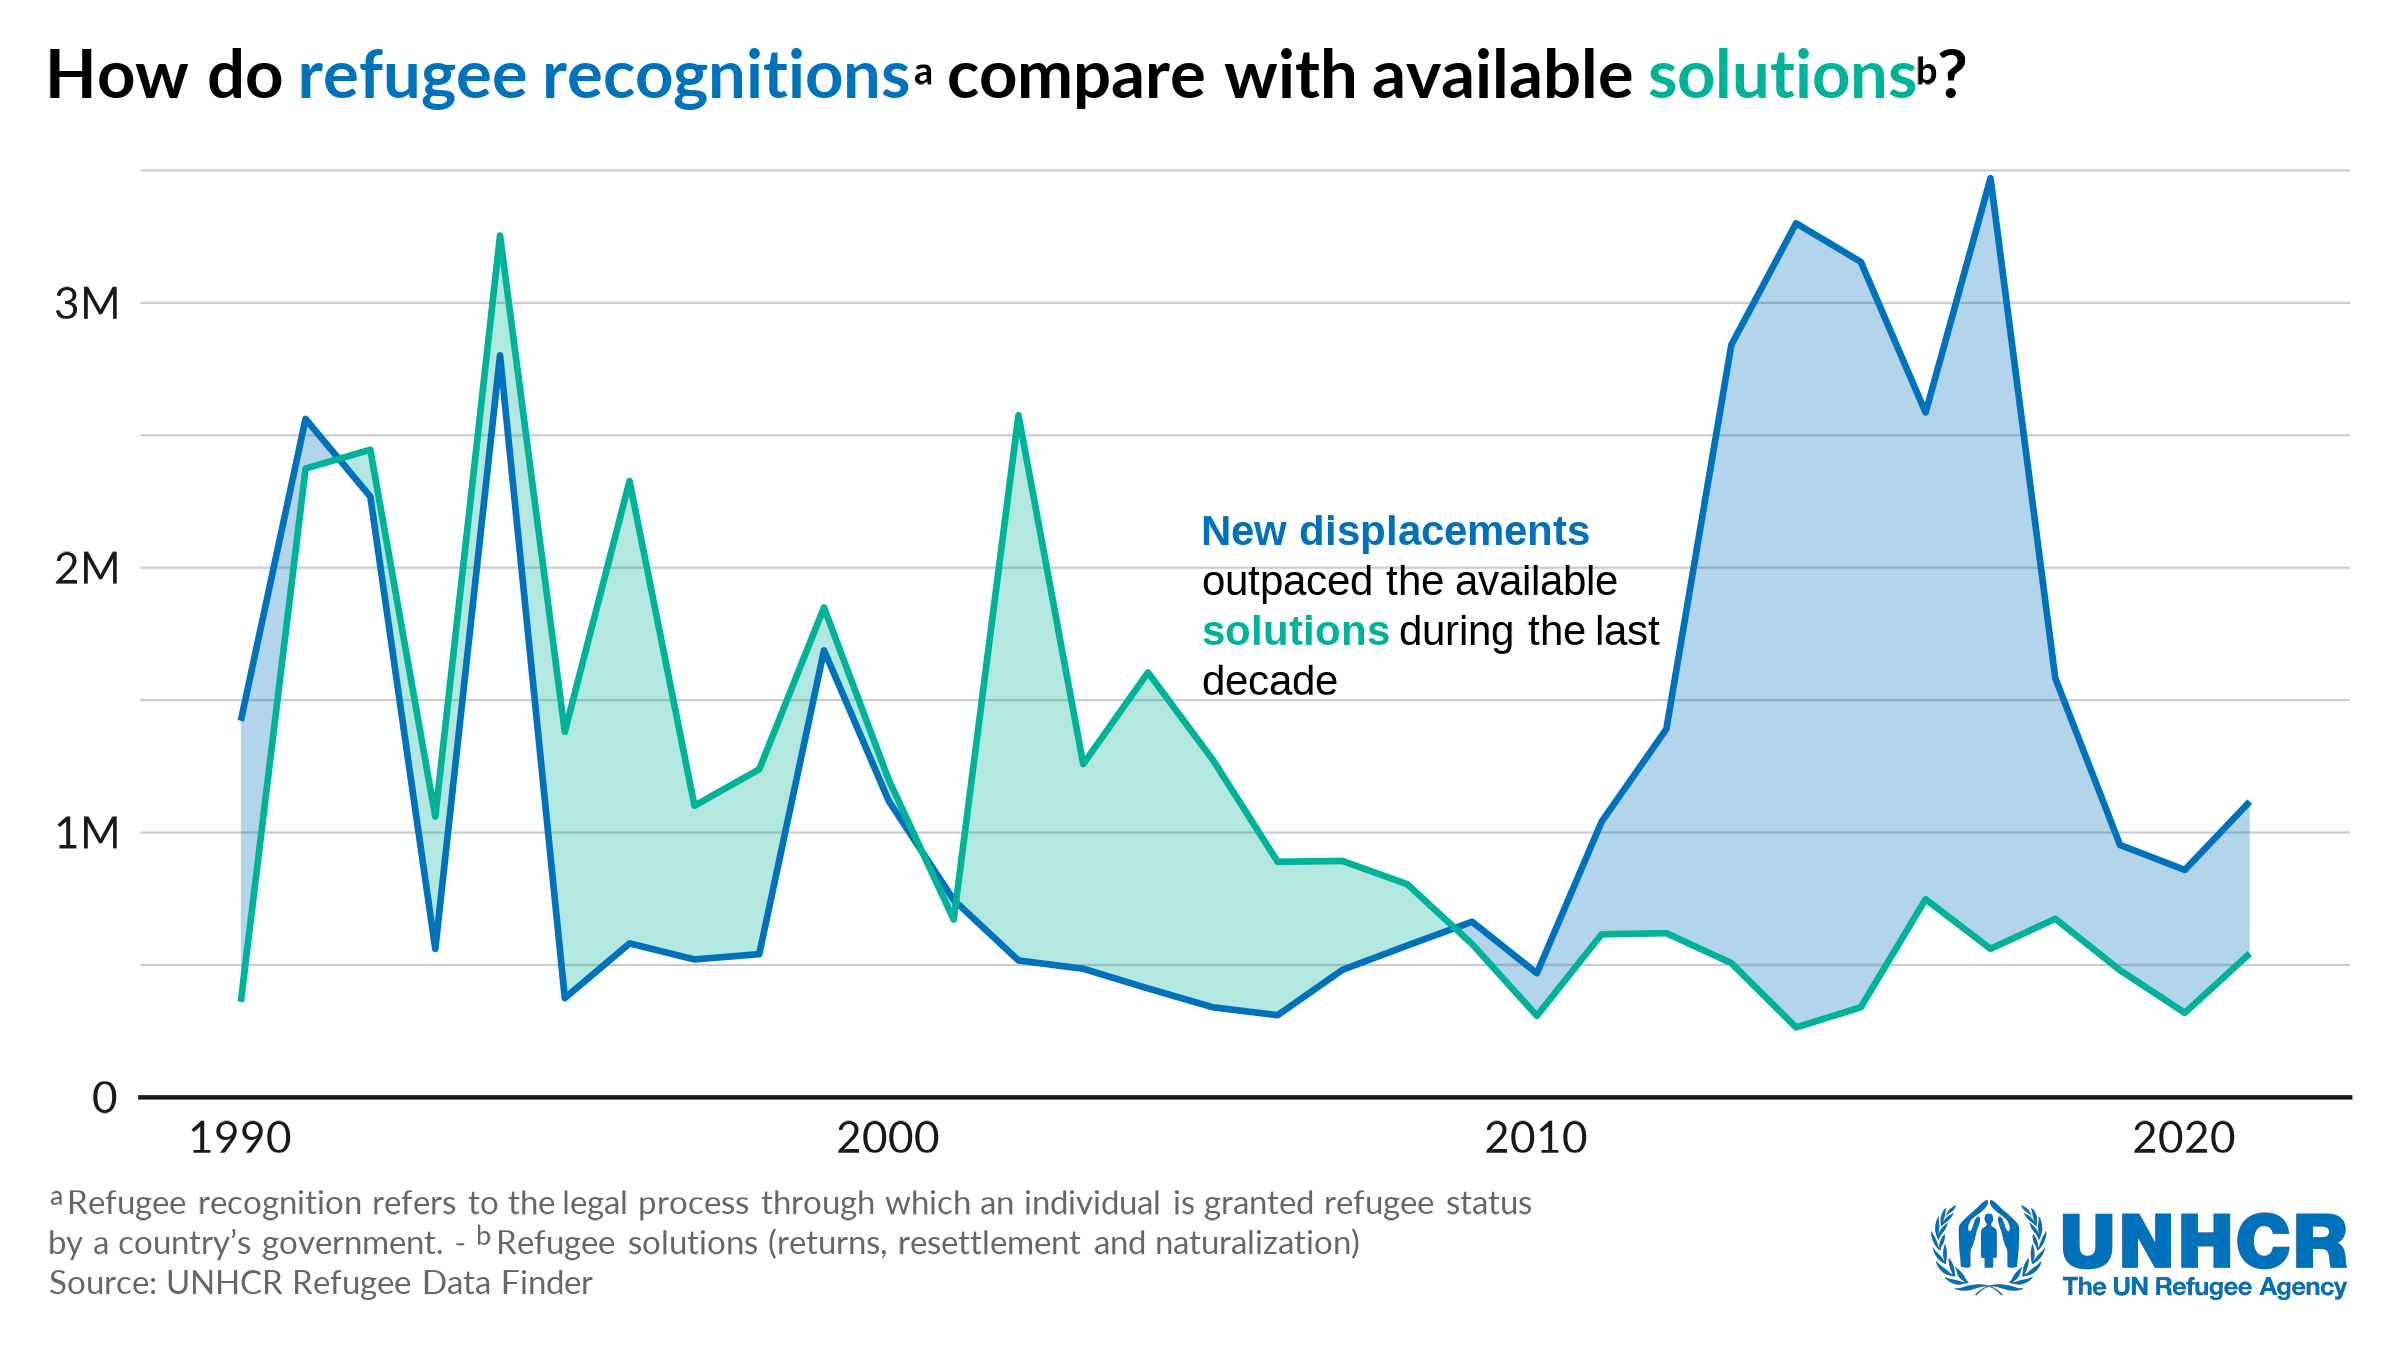 How do refugee recognitionsᵃ compare with available solutionsᵇ?
3M
New displacements
outpaced the available
2M
solutions during the last
decade
1M
0
1990 2000 2010 2020
ᵃ Refugee recognition refers to the legal process through which an individual is granted refugee status
by a country’s government. - ᵇ Refugee solutions (returns, resettlement and naturalization)
Source: UNHCR Refugee Data Finder
UNHCR
The UN Refugee Agency